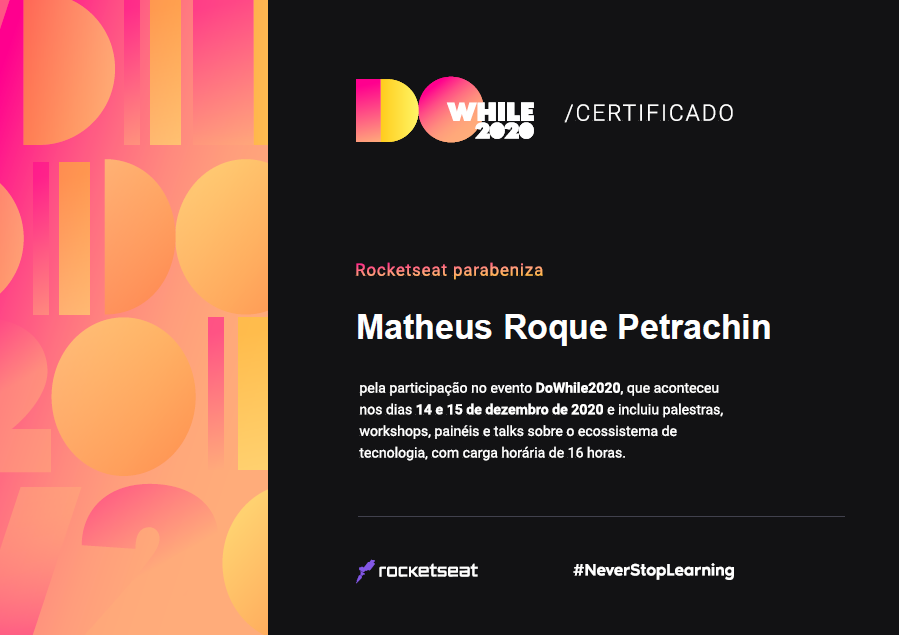 DO WHILE 2020 /CERTIFICADO
Rocketseat parabeniza
Matheus Roque Petrachin
pela participação no evento DoWhile2020, que aconteceu
nos dias 14 e 15 de dezembro de 2020 e incluiu palestras,
workshops, painéis e talks sobre o ecossistema de
tecnologia, com carga horária de 16 horas.
rocketseat #NeverStopLearning